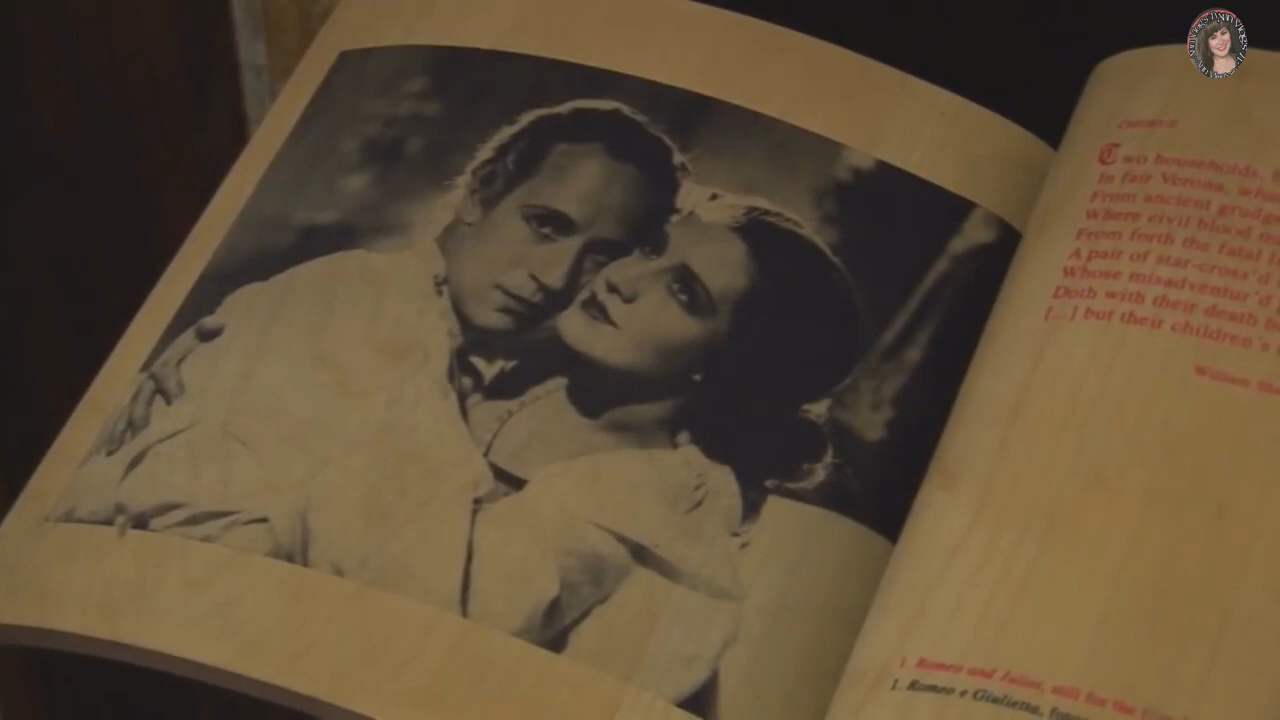 CHORUS
Two households,
In fair Verona,
From ancient grudge
Where civil blood
From forth the fatal
A pair of star-cross'd
Whose misadventur'd
Doth with their death
[...] but their children's
William
1. Romeo and Juliet, still for the
1. Romeo e Giulietta,